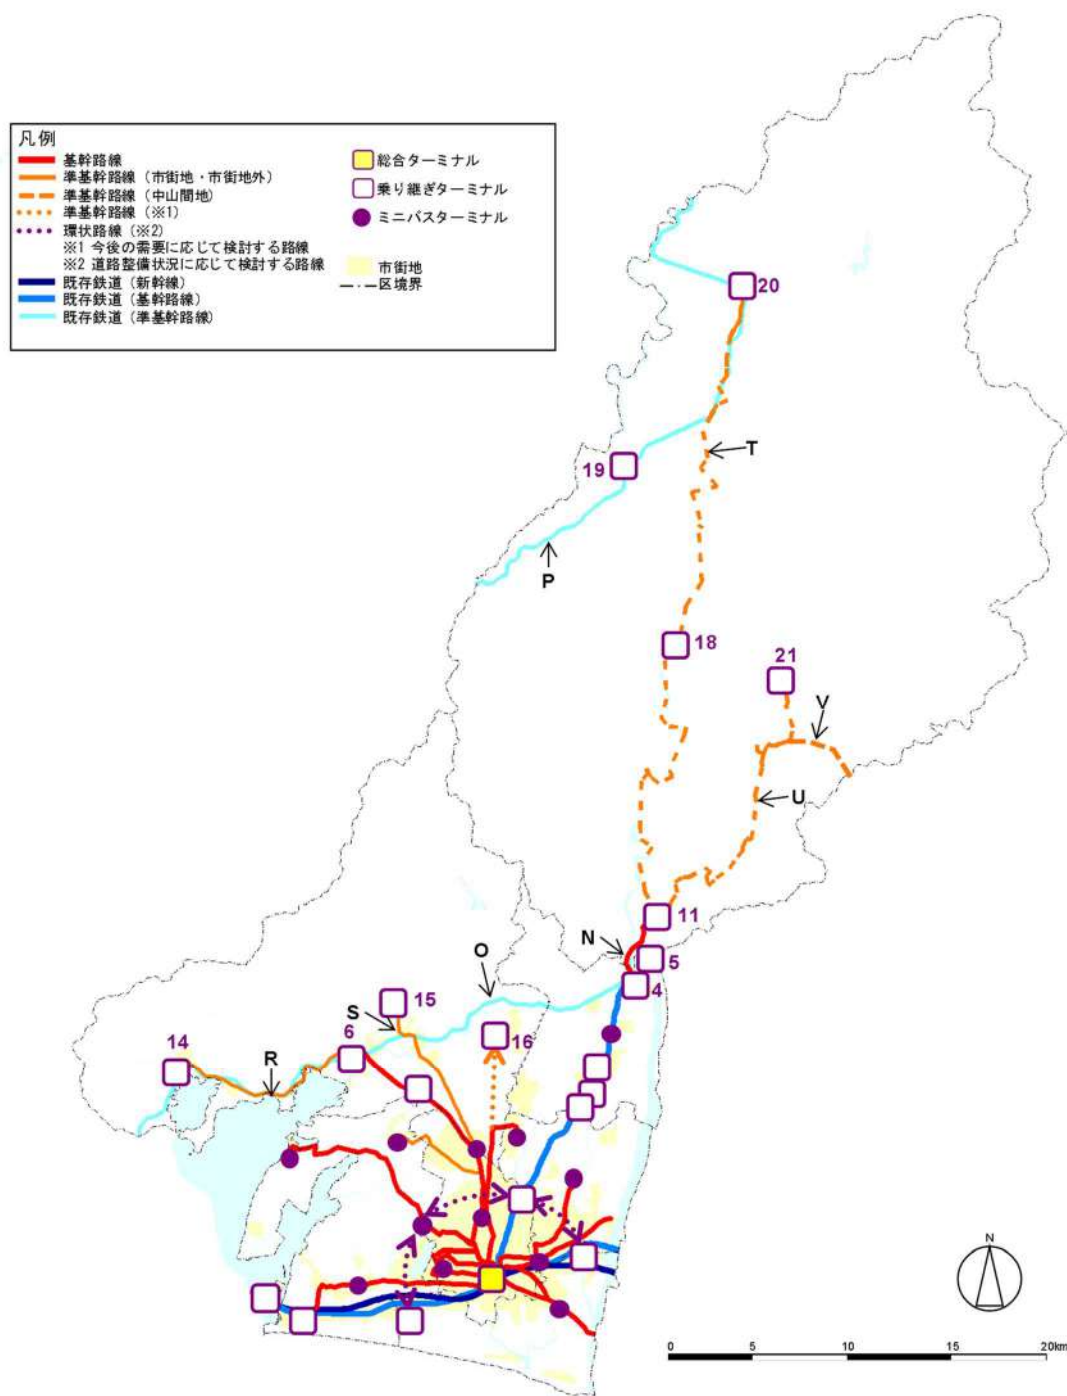 凡例
基幹路線
準基幹路線（市街地・市街地外）
準基幹路線（中山間地）
準基幹路線（※1）
環状路線（※2）
※1 今後の需要に応じて検討する路線
※2 道路整備状況に応じて検討する路線
既存鉄道（新幹線）
既存鉄道（基幹路線）
既存鉄道（準基幹路線）
総合ターミナル
乗り継ぎターミナル
ミニバスターミナル
市街地
区境界
20
T
19
P
18
21
V
U
11
N
5
O
4
15
S
6
16
14
R
N
0 5 10 15 20km